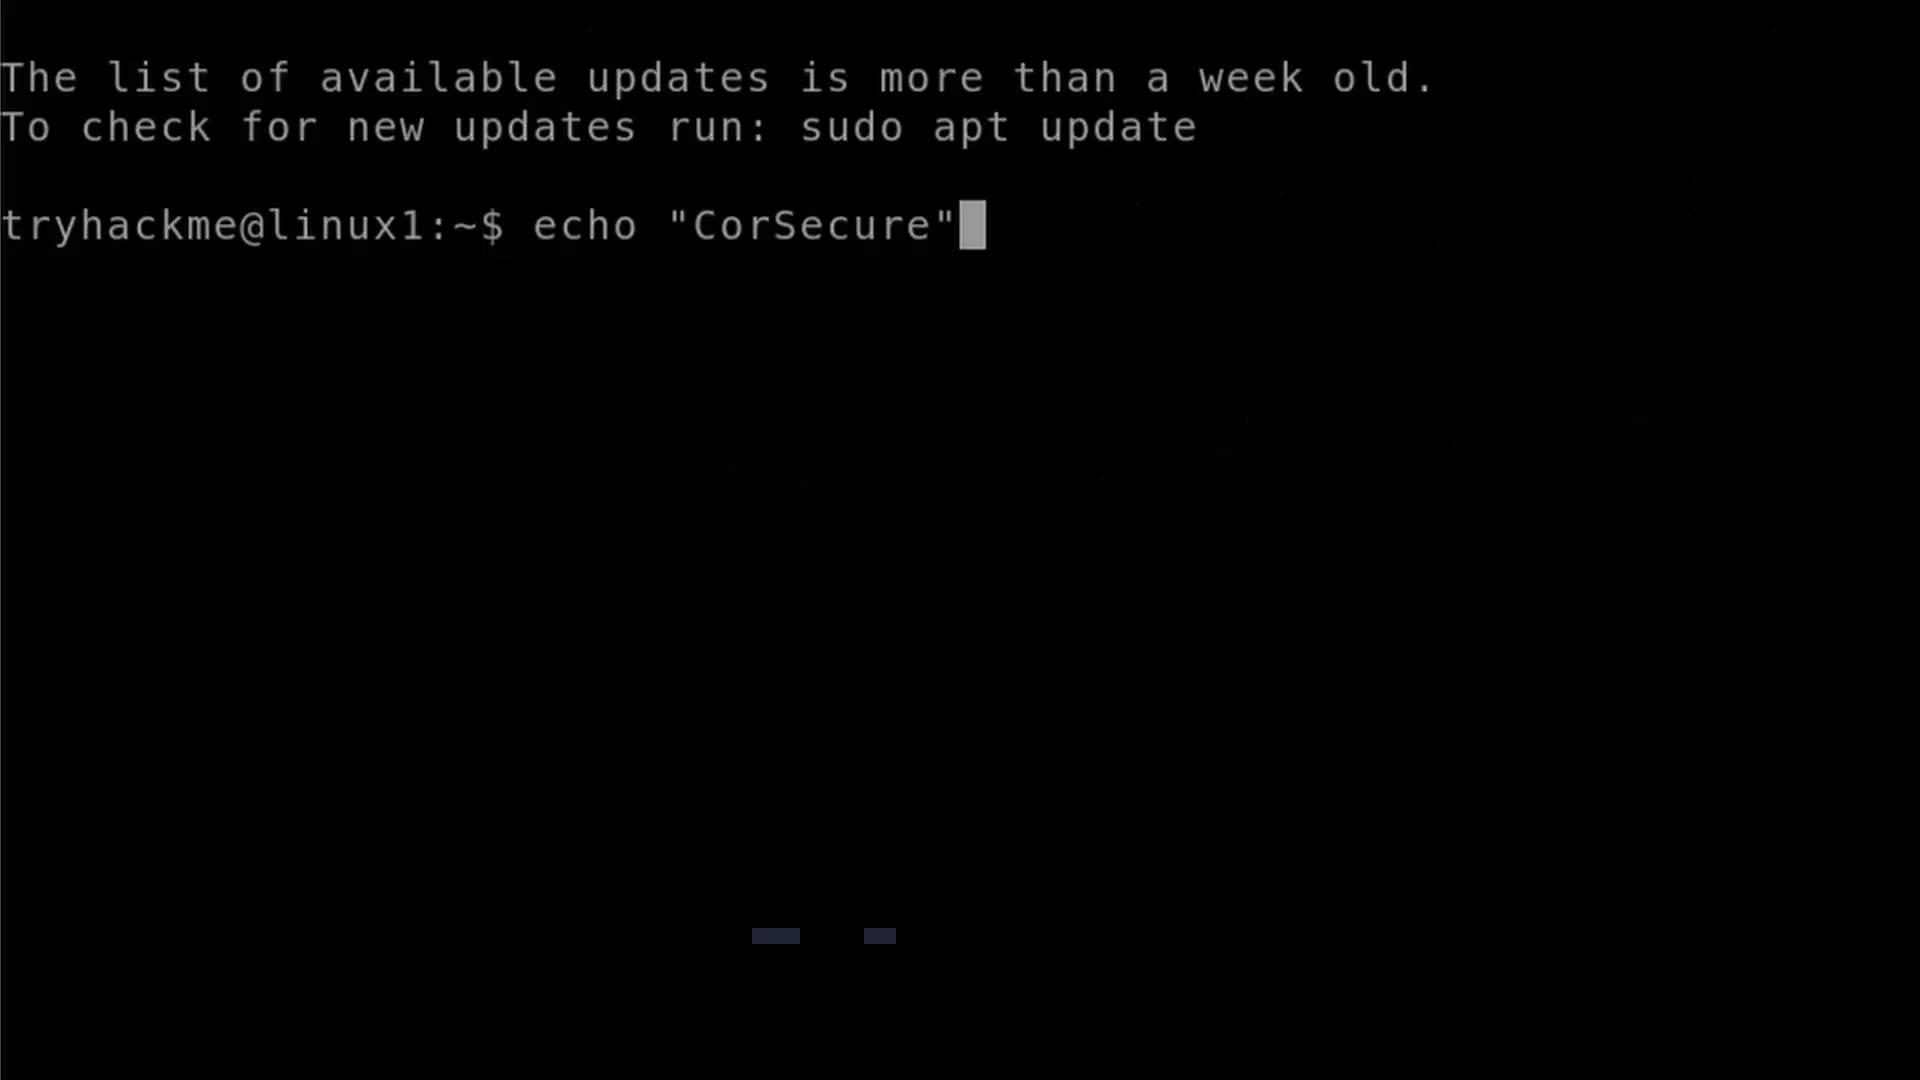 The list of available updates is more than a week old.
To check for new updates run: sudo apt update
tryhackme@linux1:~$ echo "CorSecure"